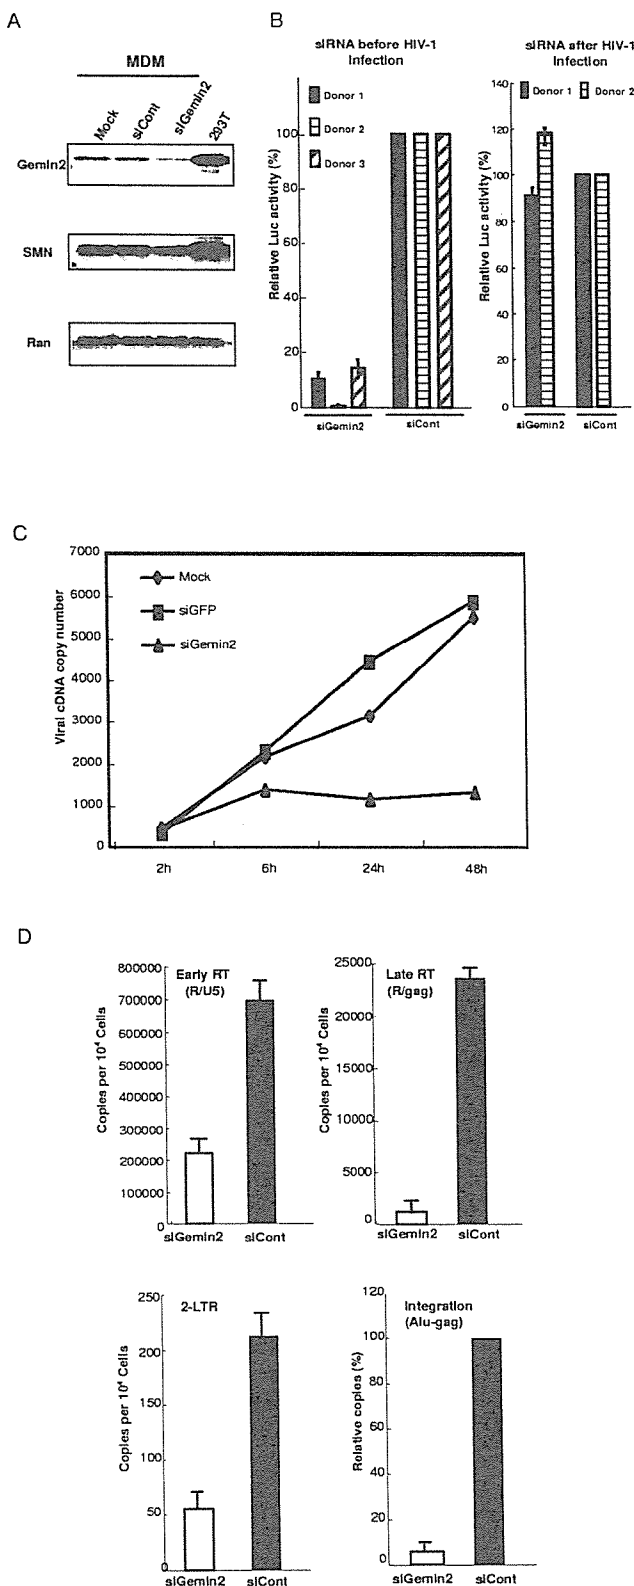 A
MDM
Mock
siCont
siGemin2
293T
Gemin2
SMN
Ran
B
siRNA before HIV-1
Infection
Donor 1
Donor 2
Donor 3
Relative Luc activity (%)
100
80
60
40
20
0
siGemin2
siCont
siRNA after HIV-1
Infection
Donor 1
Donor 2
Relative Luc activity (%)
140
120
100
80
60
40
20
0
siGemin2
siCont
C
Viral cDNA copy number
7000
6000
5000
4000
3000
2000
1000
0
Mock
siGFP
siGemin2
2h
6h
24h
48h
D
Early RT
(R/U5)
Copies per 10⁴ Cells
800000
700000
600000
500000
400000
300000
200000
100000
0
siGemin2
siCont
Late RT
(R/gag)
Copies per 10⁴ Cells
25000
20000
15000
10000
5000
0
siGemin2
siCont
2-LTR
Copies per 10⁴ Cells
250
200
150
100
50
0
siGemin2
siCont
Integration
(Alu-gag)
Relative copies (%)
120
100
80
60
40
20
0
siGemin2
siCont